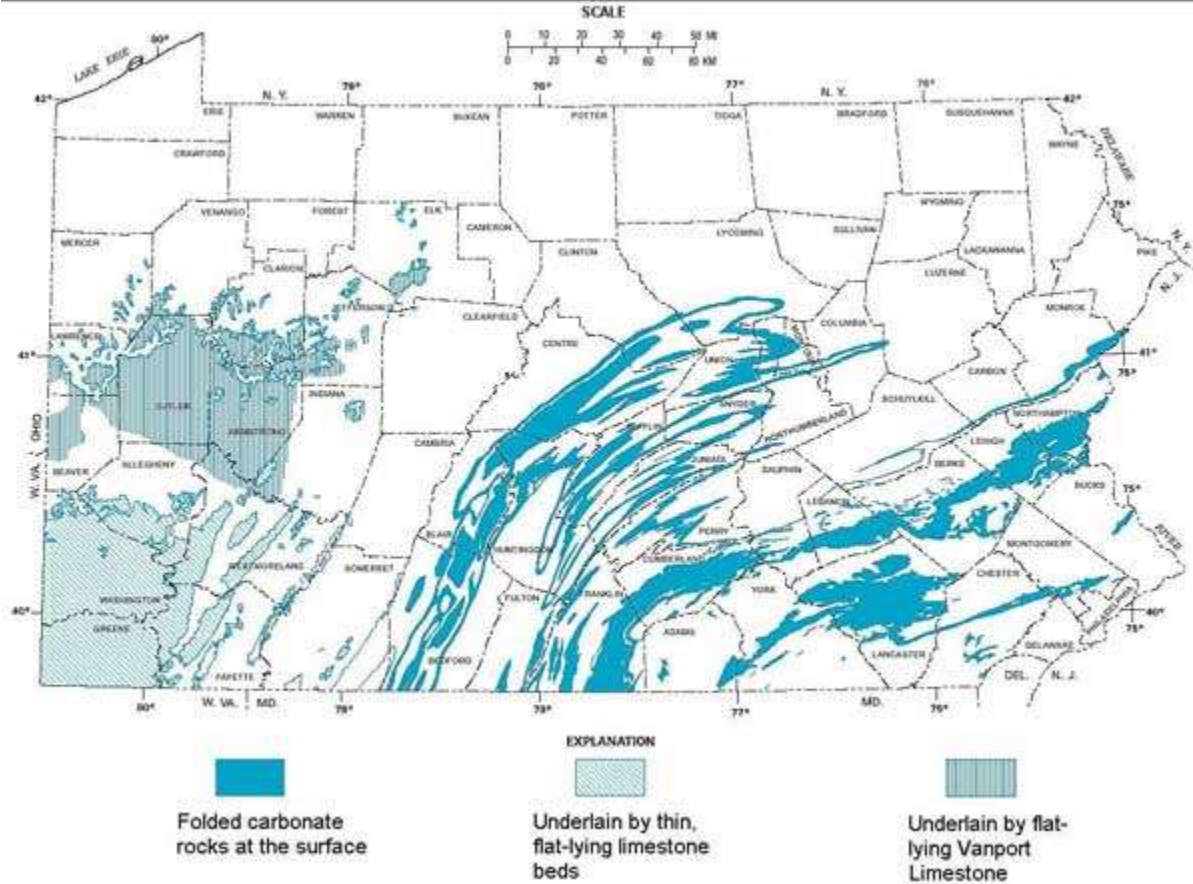 SCALE
0 10 20 30 40 50 MI
0 20 40 60 80 KM
LAKE ERIE
80°
42°
N. Y.
79°
78°
77°
N. Y.
76°
42°
ERIE
WARREN
McKEAN
POTTER
TIOGA
BRADFORD
SUSQUEHANNA
WAYNE
DELAWARE
CRAWFORD
75°
VENANGO
FOREST
ELK
CAMERON
WYOMING
N. Y.
N. J.
MERCER
CLARION
CLINTON
LYCOMING
SULLIVAN
LACKAWANNA
PIKE
LUZERNE
JEFFERSON
CLEARFIELD
CENTRE
COLUMBIA
MONROE
LAWRENCE
41°
UNION
41°
CARBON
INDIANA
SNYDER
SCHUYLKILL
NORTHAMPTON
OHIO
W. VA.
ARMSTRONG
CAMBRIA
MIFFLIN
NORTHUMBERLAND
LEHIGH
BEAVER
ALLEGHENY
JUNIATA
DAUPHIN
BERKS
BUCKS
75°
LEBANON
BLAIR
HUNTINGDON
PERRY
RIVER
WESTMORELAND
SOMERSET
CUMBERLAND
MONTGOMERY
WASHINGTON
FULTON
FRANKLIN
YORK
CHESTER
40°
GREENE
ADAMS
PHILADELPHIA
40°
75°
BEDFORD
LANCASTER
DELAWARE
FAYETTE
DEL.
N. J.
80°
W. VA.
MD.
79°
78°
77°
MD.
76°
EXPLANATION
Folded carbonate
rocks at the surface
Underlain by thin,
flat-lying limestone
beds
Underlain by flat-
lying Vanport
Limestone